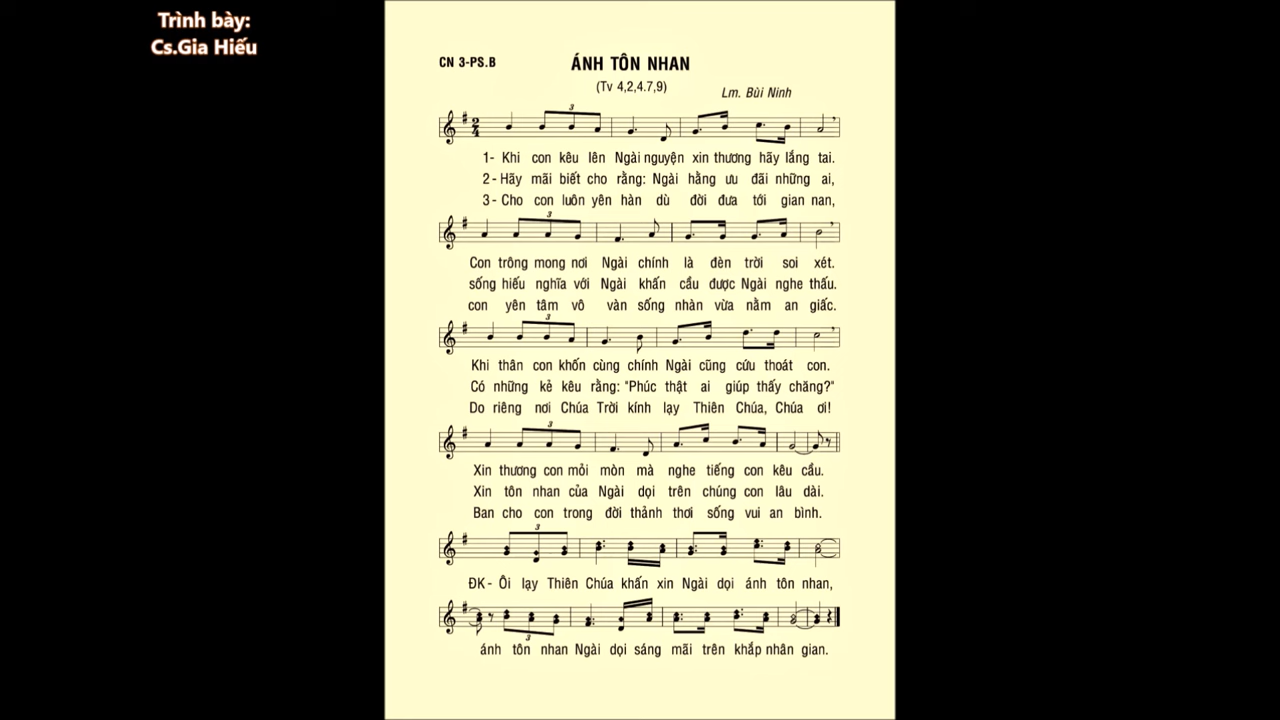 Trình bày:
Cs.Gia Hiếu
CN 3-PS.B
ÁNH TÔN NHAN
(Tv 4,2,4.7,9)
Lm. Bùi Ninh
3
2
4
1- Khi con kêu lên Ngài nguyện xin thương hãy lắng tai.
2- Hãy mãi biết cho rằng: Ngài hằng ưu đãi những ai,
3- Cho con luôn yên hàn dù đời đưa tới gian nan,
3
Con trông mong nơi Ngài chính là đèn trời soi xét.
sống hiếu nghĩa với Ngài khấn cầu được Ngài nghe thấu.
con yên tâm vô vàn sống nhàn vừa nằm an giấc.
3
Khi thân con khốn cùng chính Ngài cũng cứu thoát con.
Có những kẻ kêu rằng: "Phúc thật ai giúp thấy chăng?"
Do riêng nơi Chúa Trời kính lạy Thiên Chúa, Chúa ơi!
3
Xin thương con mỏi mòn mà nghe tiếng con kêu cầu.
Xin tôn nhan của Ngài dọi trên chúng con lâu dài.
Ban cho con trong đời thảnh thơi sống vui an bình.
3
ĐK- Ôi lạy Thiên Chúa khấn xin Ngài dọi ánh tôn nhan,
3
ánh tôn nhan Ngài dọi sáng mãi trên khắp nhân gian.